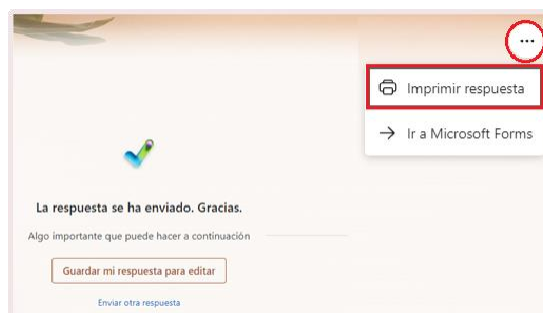 ...
Imprimir respuesta
Ir a Microsoft Forms
La respuesta se ha enviado. Gracias.
Algo importante que puede hacer a continuación
Guardar mi respuesta para editar
Enviar otra respuesta